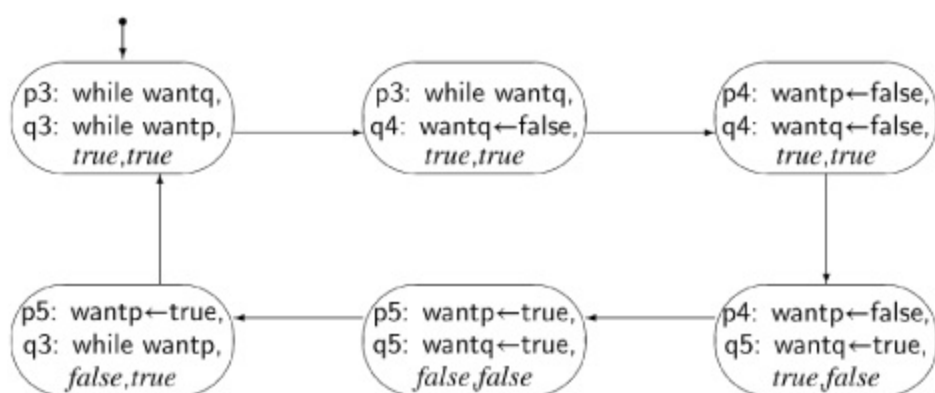 p3: while wantq,
q3: while wantp,
true,true
p3: while wantq,
q4: wantq←false,
true,true
p4: wantp←false,
q4: wantq←false,
true,true
p5: wantp←true,
q3: while wantp,
false,true
p5: wantp←true,
q5: wantq←true,
false,false
p4: wantp←false,
q5: wantq←true,
true,false